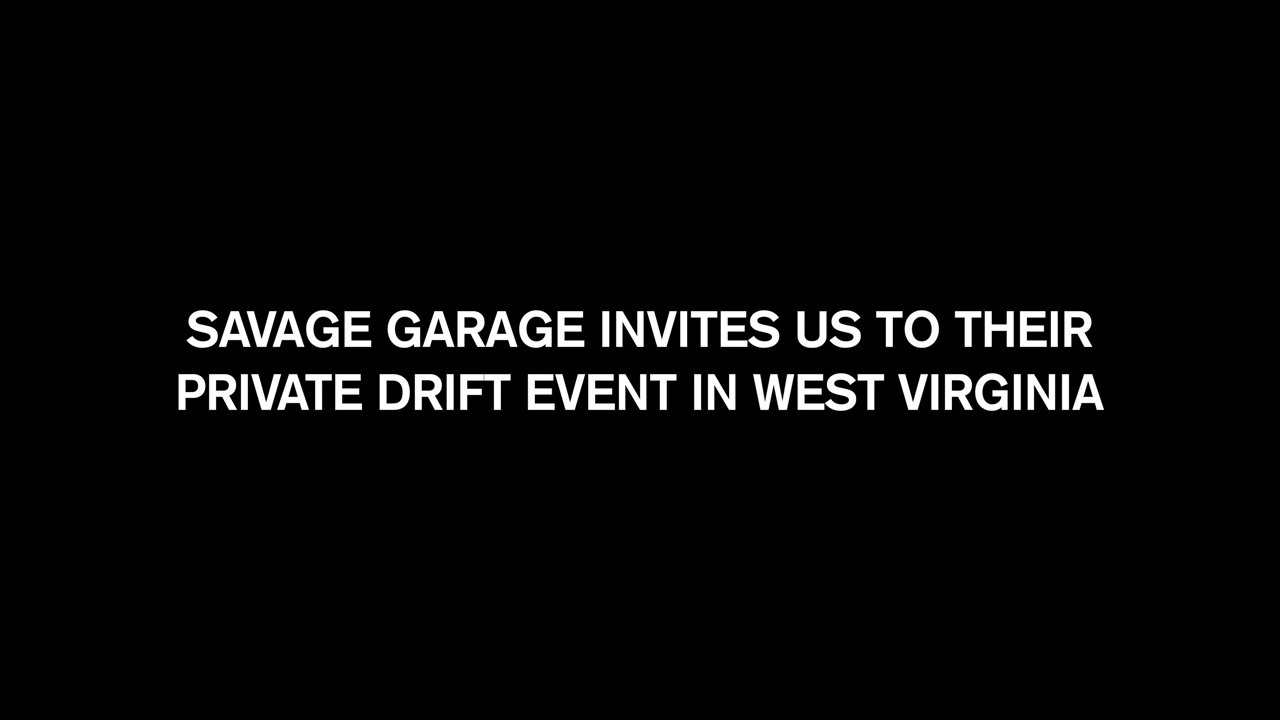 SAVAGE GARAGE INVITES US TO THEIR
PRIVATE DRIFT EVENT IN WEST VIRGINIA